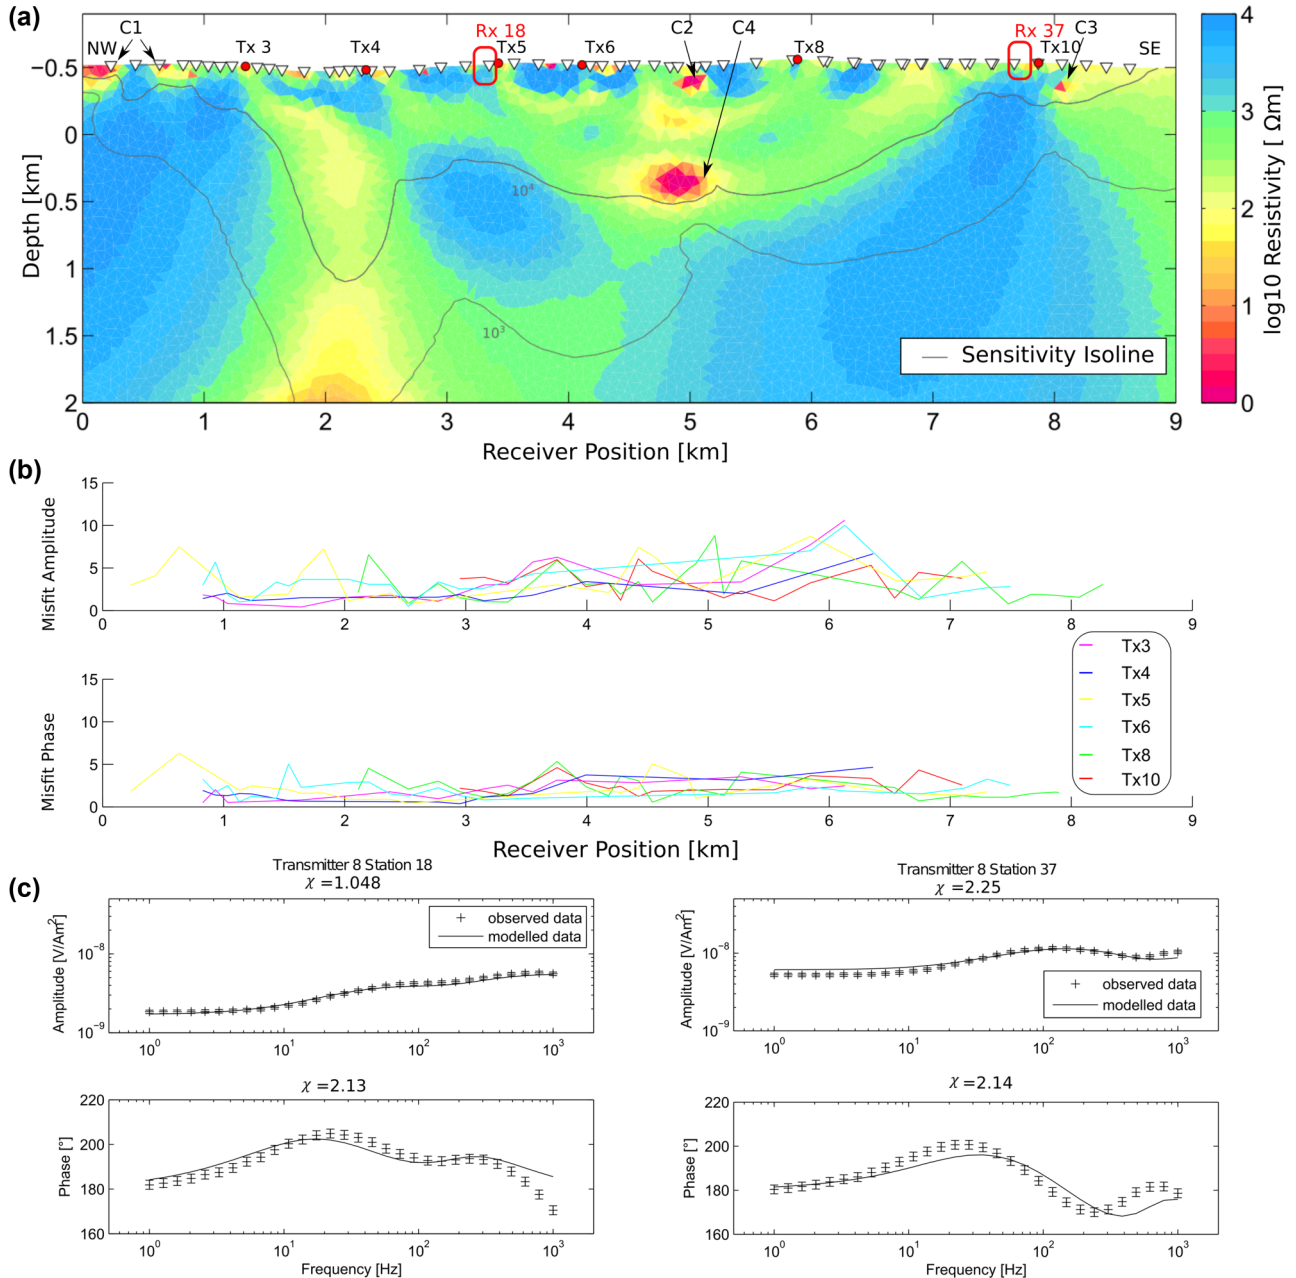 (a)
NW C1 Tx 3 Tx4 Rx 18 Tx5 Tx6 C2 C4 Tx8 Rx 37 Tx10 C3 SE
−0.5
0
0.5
1
1.5
2
Depth [km]
10⁴
10³
Sensitivity Isoline
0 1 2 3 4 5 6 7 8 9
Receiver Position [km]
4
3
2
1
0
log10 Resistivity [ Ωm]
(b)
15
10
5
0
Misfit Amplitude
0 1 2 3 4 5 6 7 8 9
15
10
5
0
Misfit Phase
0 1 2 3 4 5 6 7 8 9
Receiver Position [km]
Tx3
Tx4
Tx5
Tx6
Tx8
Tx10
(c)
Transmitter 8 Station 18
χ =1.048
Amplitude [V/Am²]
10⁻⁸
10⁻⁹
observed data
modelled data
10⁰ 10¹ 10² 10³
χ =2.13
Phase [°]
220
200
180
160
10⁰ 10¹ 10² 10³
Frequency [Hz]
Transmitter 8 Station 37
χ =2.25
Amplitude [V/Am²]
10⁻⁸
10⁻⁹
observed data
modelled data
10⁰ 10¹ 10² 10³
χ =2.14
Phase [°]
220
200
180
160
10⁰ 10¹ 10² 10³
Frequency [Hz]